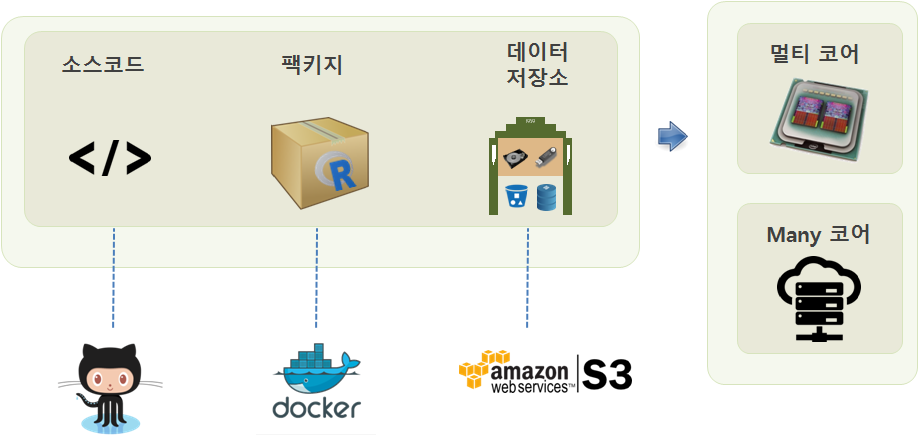 소스코드
팩키지
데이터
저장소
멀티 코어
</>
R
Many 코어
docker
amazon
web services™
S3